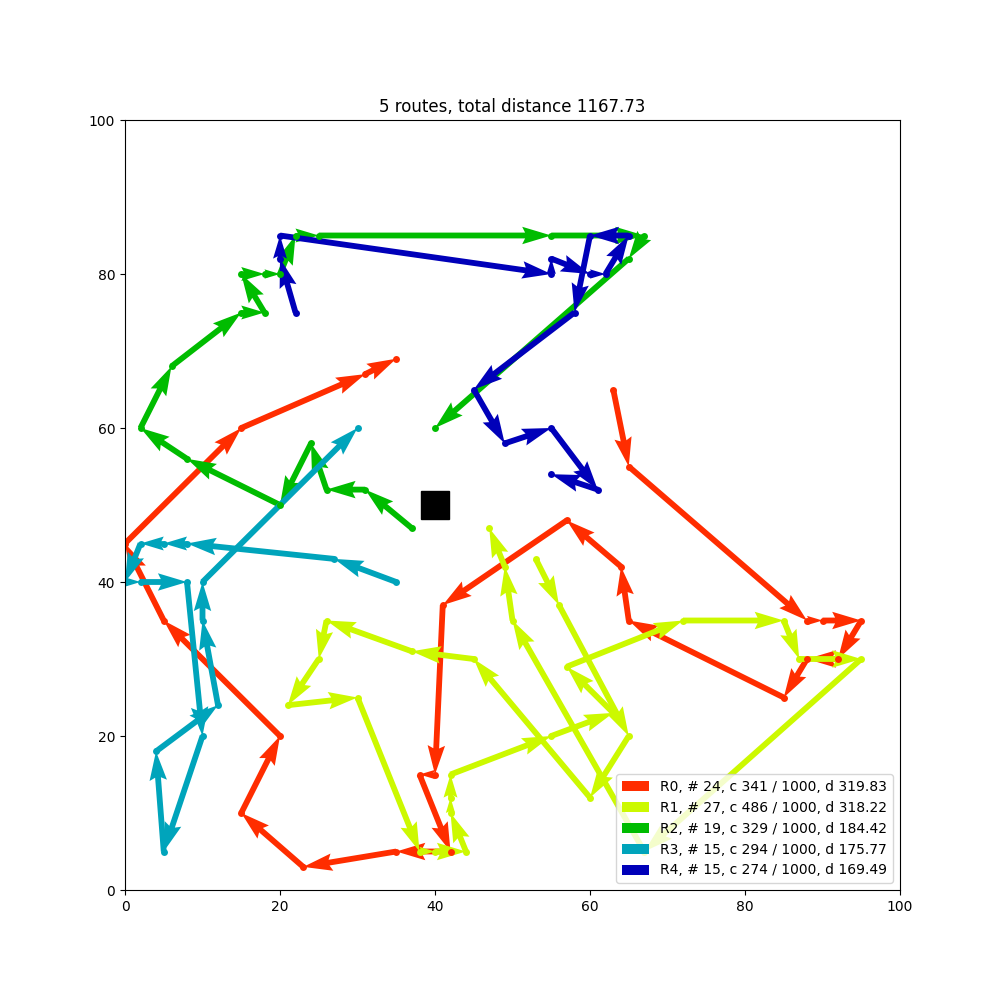 5 routes, total distance 1167.73
100
80
60
40
20
0
0 20 40 60 80 100
R0, # 24, c 341 / 1000, d 319.83
R1, # 27, c 486 / 1000, d 318.22
R2, # 19, c 329 / 1000, d 184.42
R3, # 15, c 294 / 1000, d 175.77
R4, # 15, c 274 / 1000, d 169.49